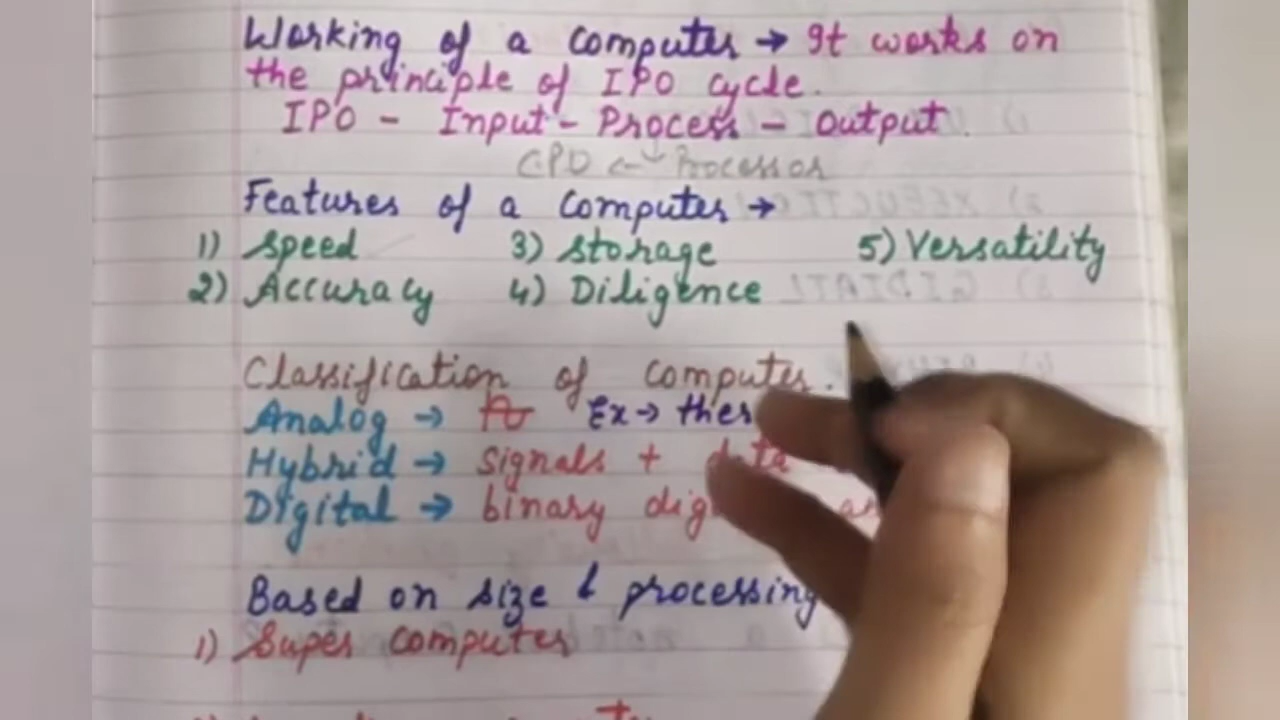 Working of a computer → It works on
the principle of IPO cycle.
IPO - Input - Process - Output.
CPU ← Processor
Features of a computer →
1) Speed 3) Storage 5) Versatility
2) Accuracy 4) Diligence
Classification of computer.
Analog → Ex →
Hybrid → Signals + data
Digital → binary
Based on size & processing
1) Super computer